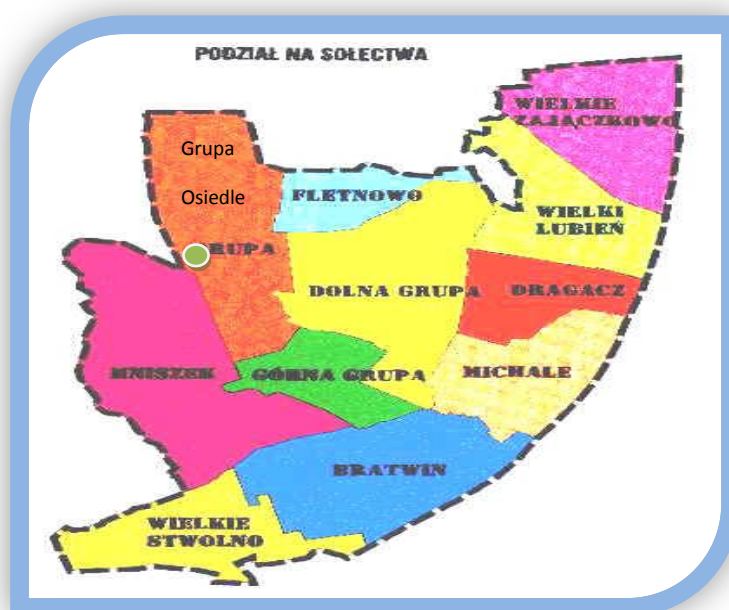 PODZIAŁ NA SOŁECTWA
WIELKIE
ZAJĄCZKOWO
Grupa
Osiedle
FLETNOWO
WIELKI
LUBIEŃ
RUPA
DOLNA GRUPA
DRAGACZ
MNISZEK
GÓRNA GRUPA
MICHALE
BRATWIN
WIELKIE
STWOLNO